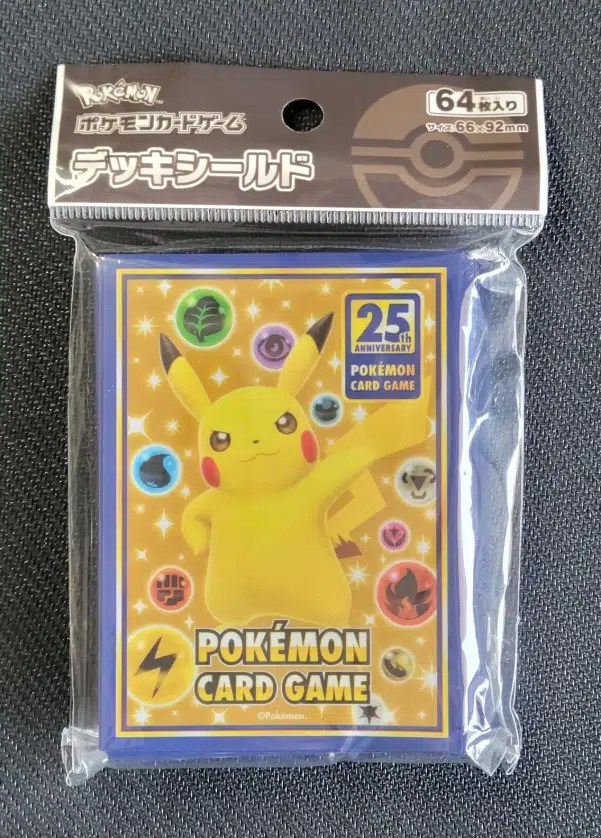 Pokémon
ポケモンカードゲーム
デッキシールド
64枚入り
サイズ:66×92mm
25th
ANNIVERSARY
POKÉMON
CARD GAME
POKÉMON
CARD GAME
©Pokémon.